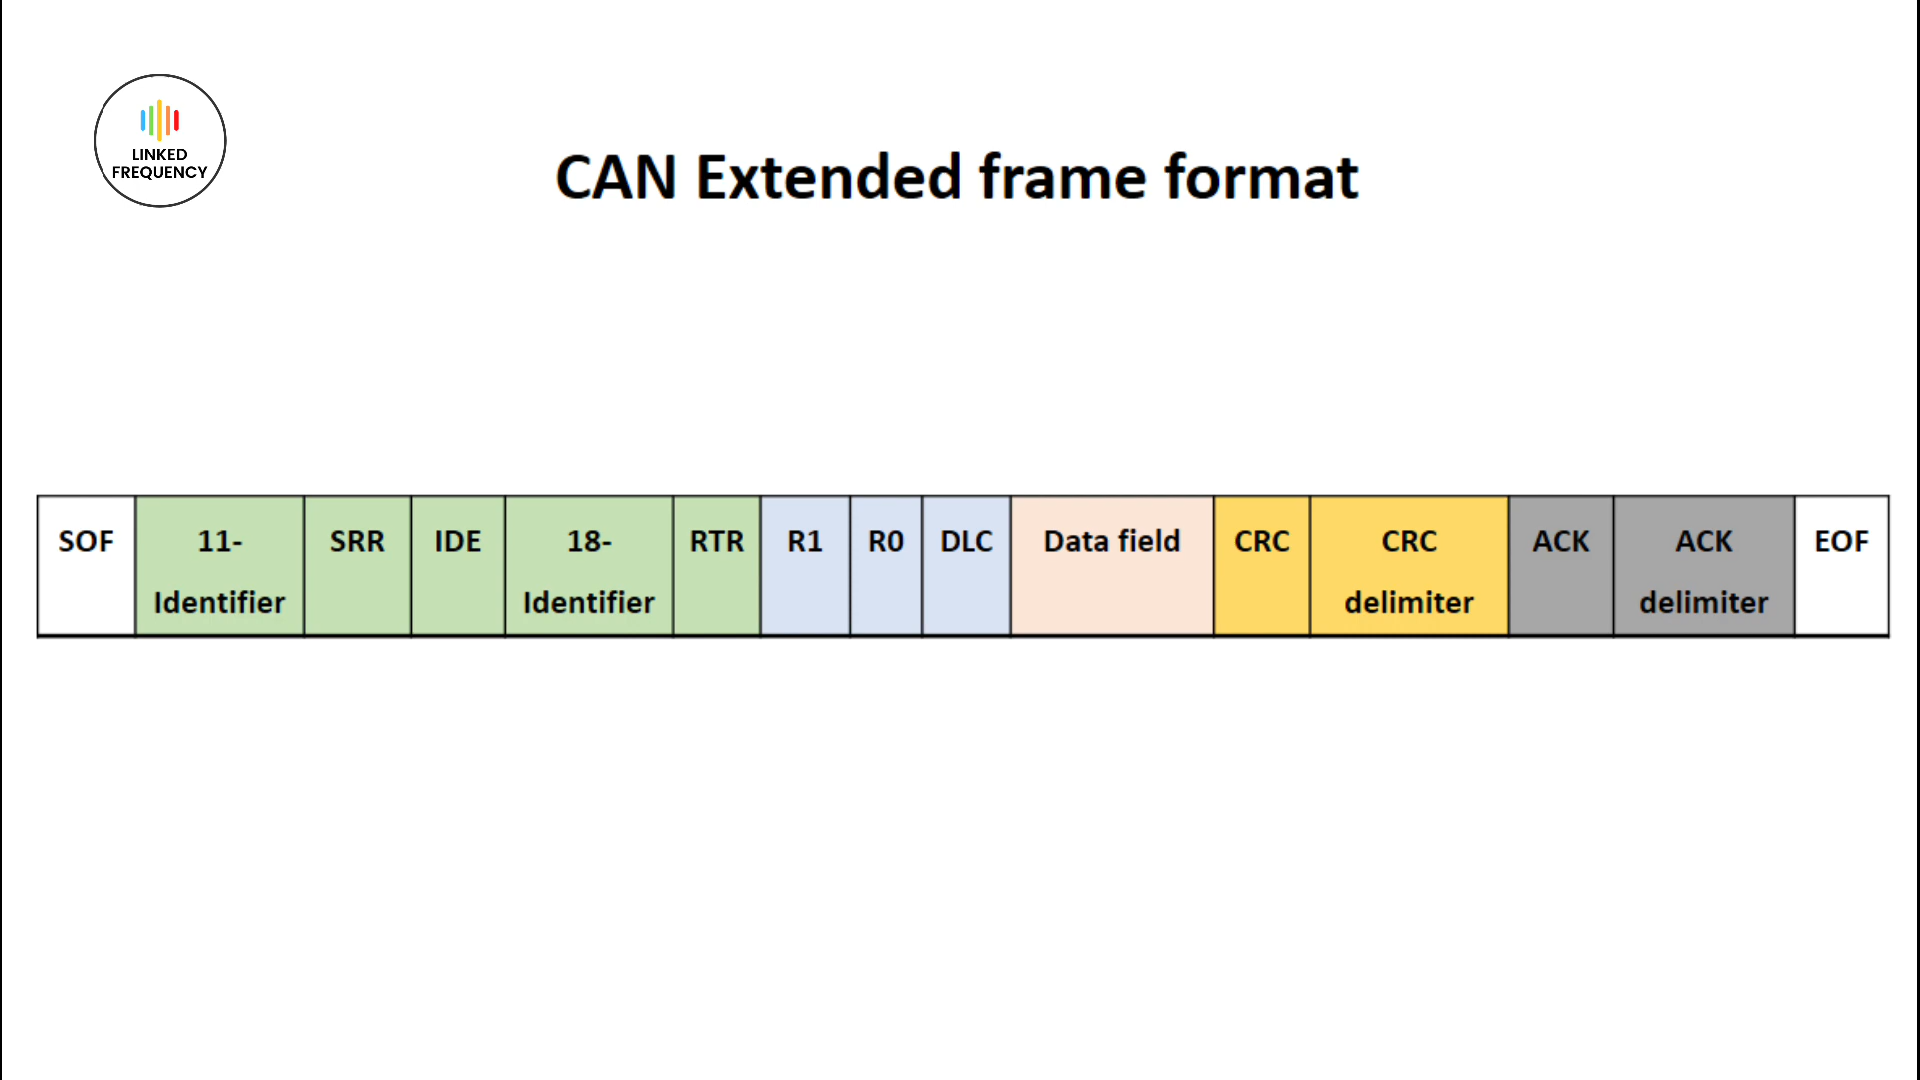 LINKED
FREQUENCY
CAN Extended frame format
SOF
11-
Identifier
SRR
IDE
18-
Identifier
RTR
R1
R0
DLC
Data field
CRC
CRC
delimiter
ACK
ACK
delimiter
EOF